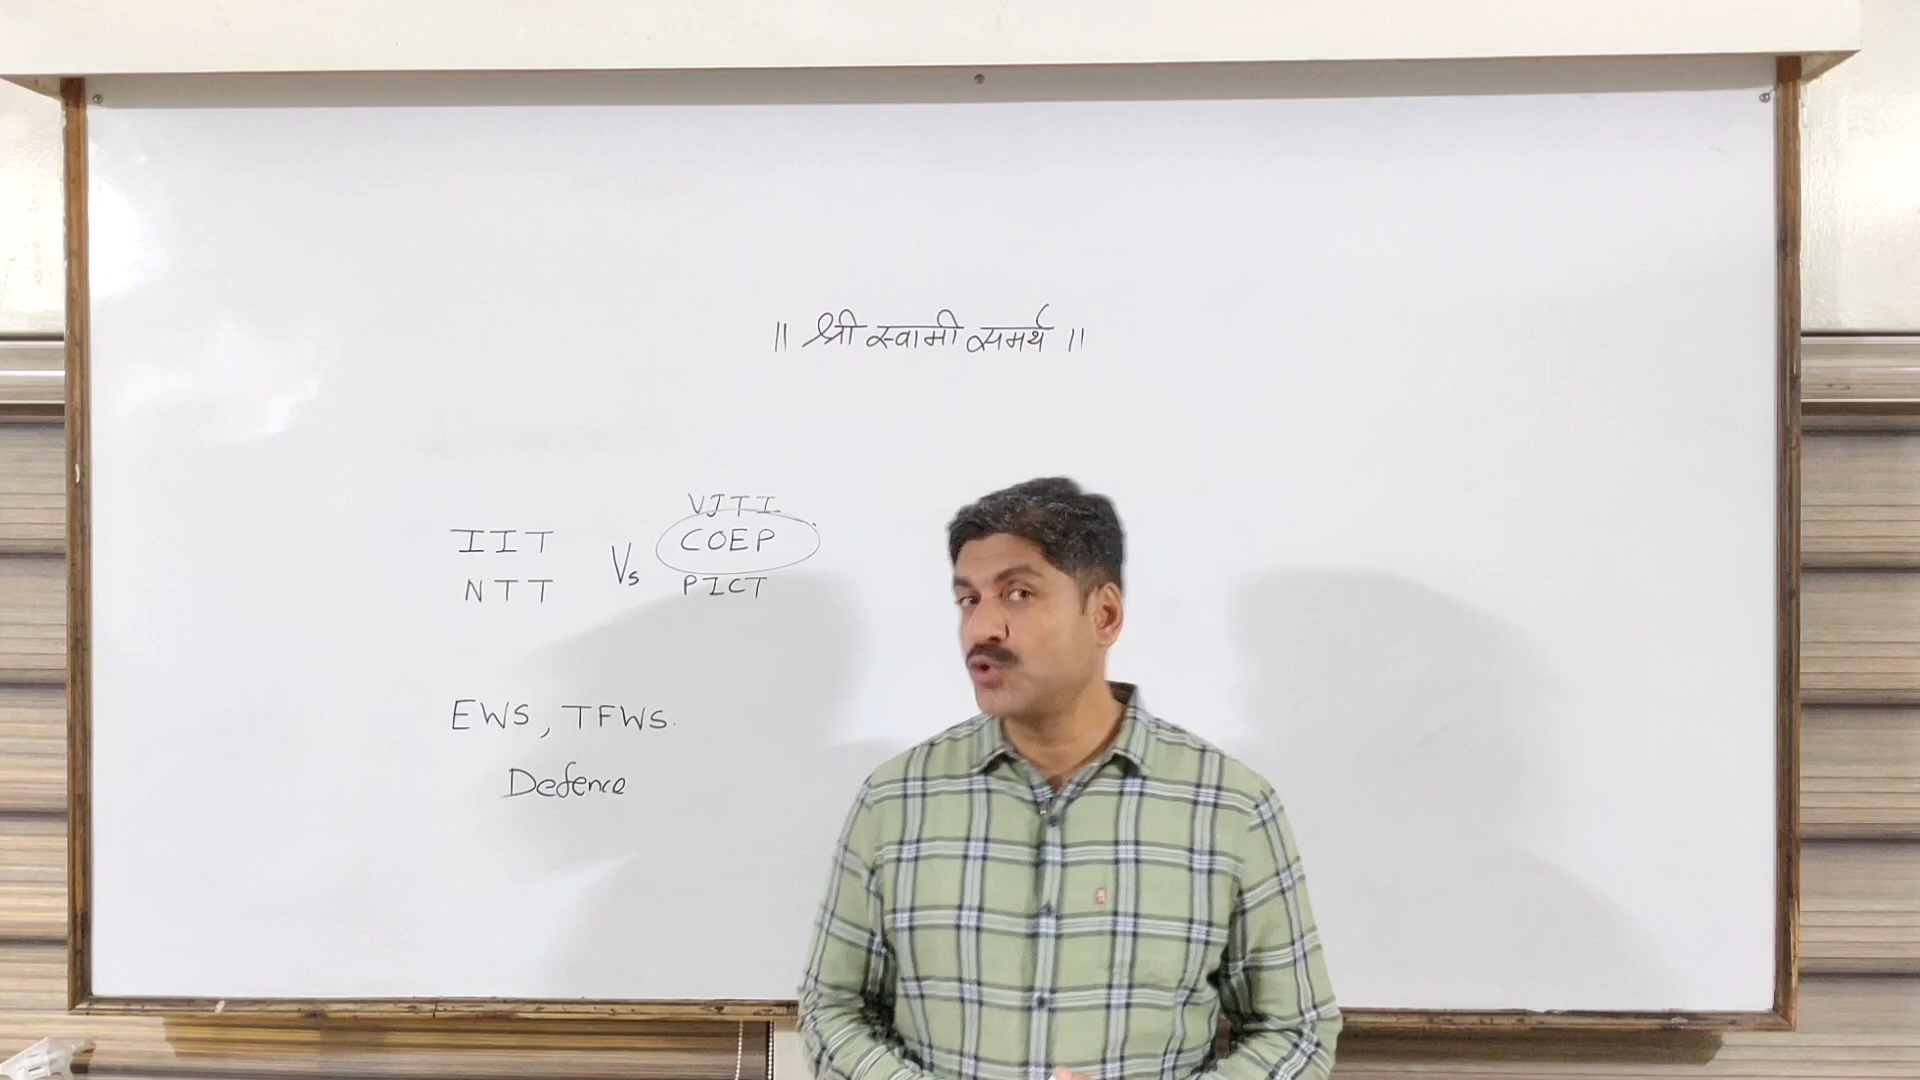 ॥ श्री स्वामी समर्थ ॥
VJTI
IIT Vs COEP
NTT PICT
EWS, TFWS.
Defence